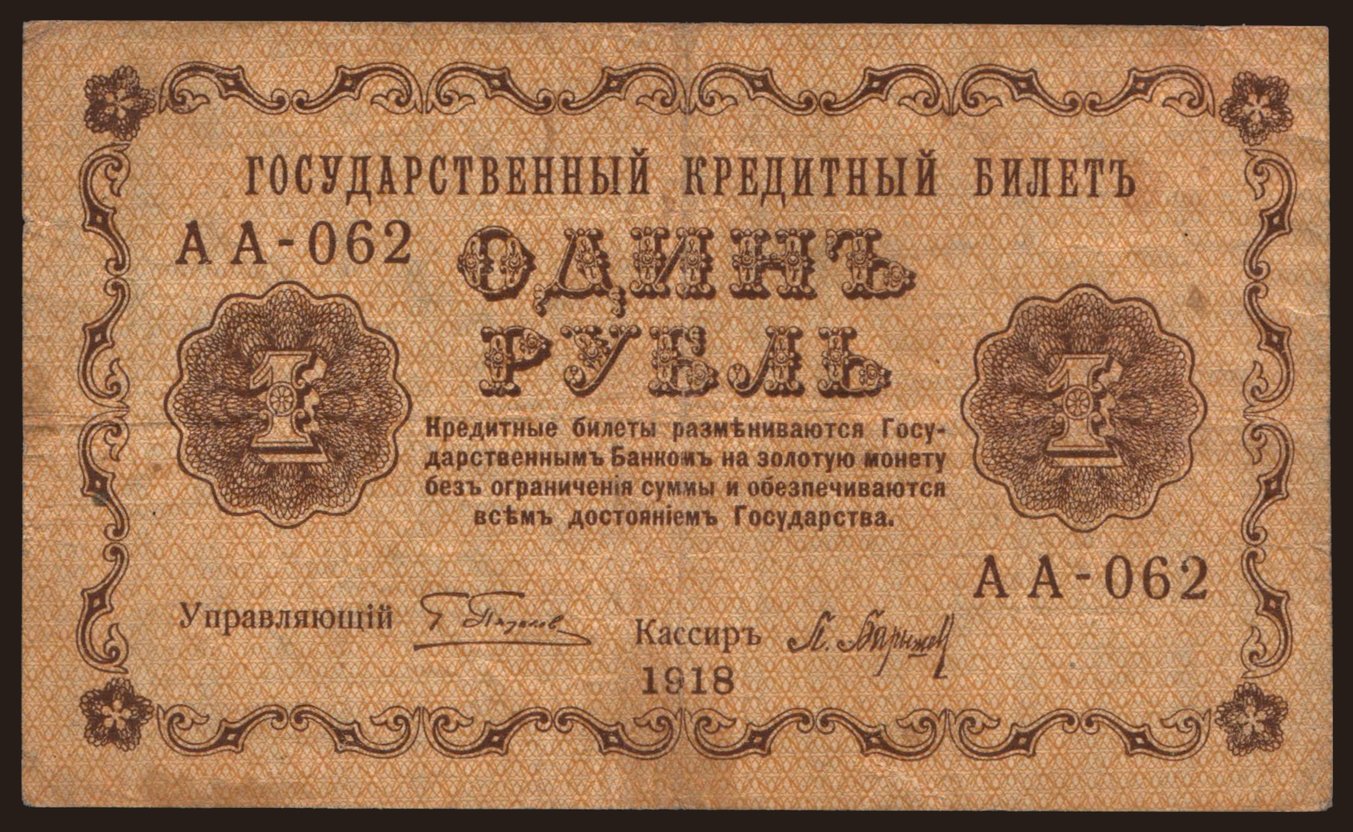 ГОСУДАРСТВЕННЫЙ КРЕДИТНЫЙ БИЛЕТЪ
АА-062
ОДИНЪ
РУБЛЬ
1
1
Кредитные билеты размѣниваются Госу-
дарственнымъ Банкомъ на золотую монету
безъ ограниченія суммы и обезпечиваются
всѣмъ достояніемъ Государства.
АА-062
Управляющій
Кассиръ
1918